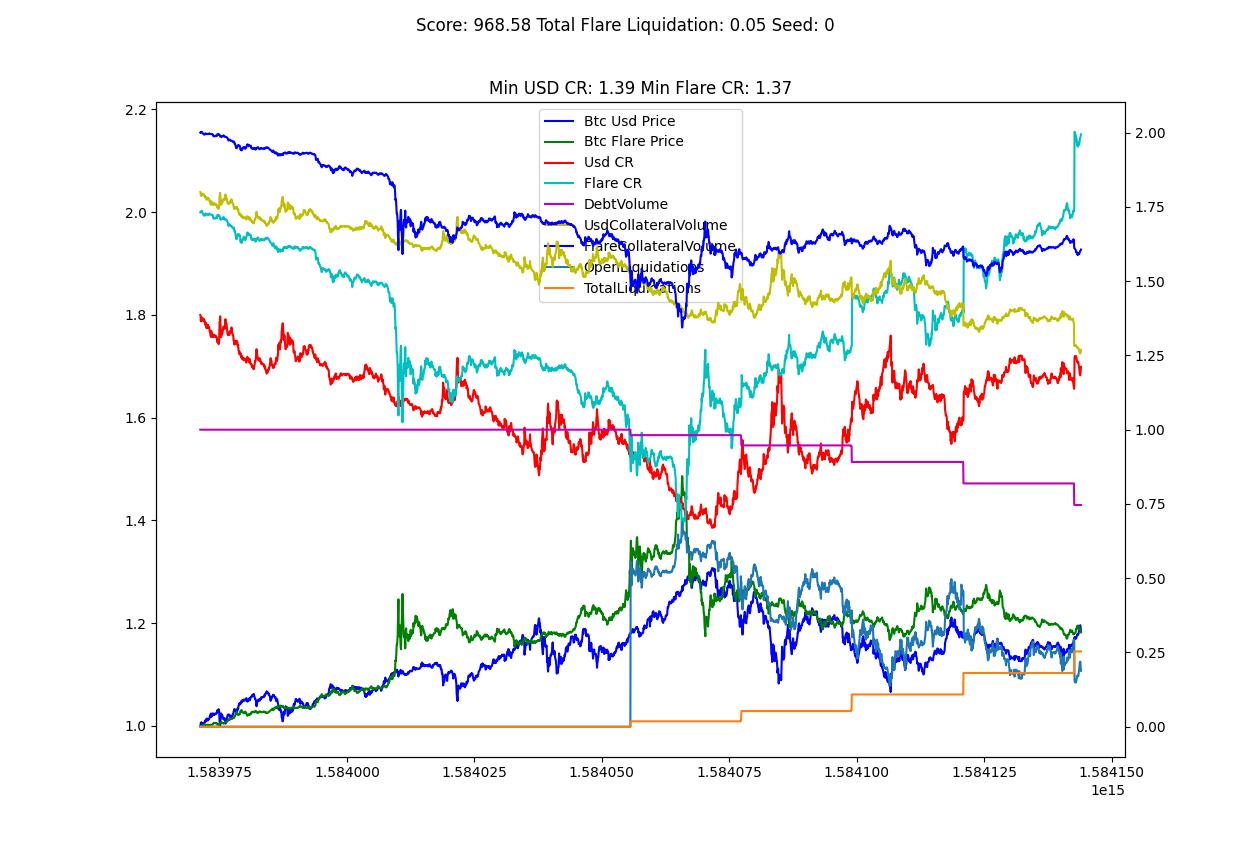 Score: 968.58 Total Flare Liquidation: 0.05 Seed: 0
Min USD CR: 1.39 Min Flare CR: 1.37
2.2
2.0
1.8
1.6
1.4
1.2
1.0
Btc Usd Price
Btc Flare Price
Usd CR
Flare CR
DebtVolume
UsdCollateralVolume
FlareCollateralVolume
OpenLiquidations
TotalLiquidations
2.00
1.75
1.50
1.25
1.00
0.75
0.50
0.25
0.00
1.583975 1.584000 1.584025 1.584050 1.584075 1.584100 1.584125 1.584150
1e15